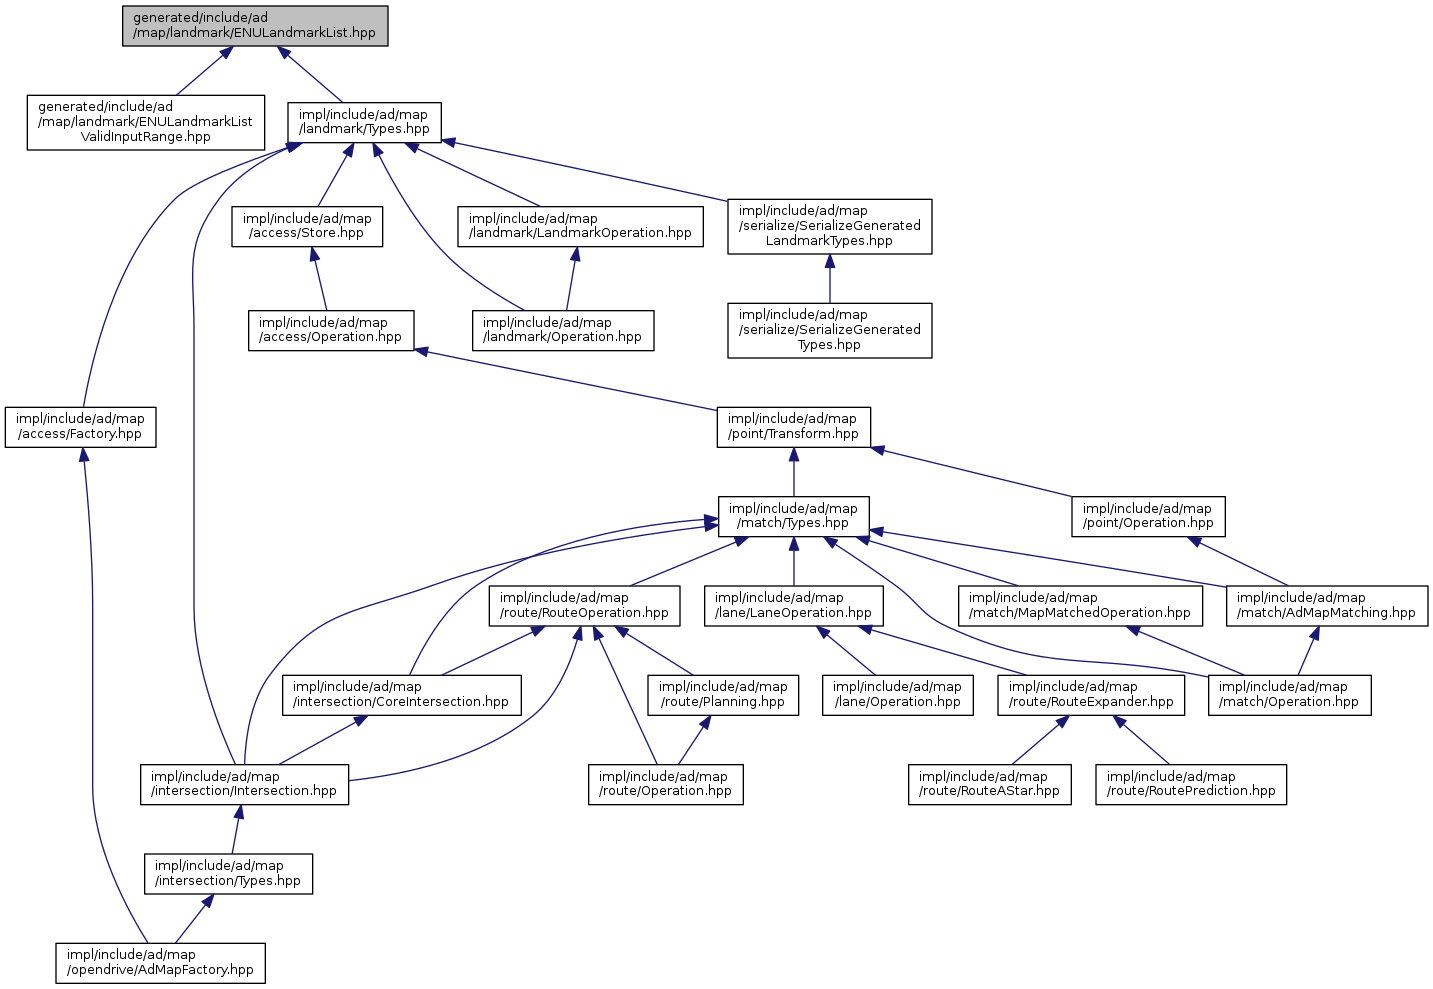 generated/include/ad
/map/landmark/ENULandmarkList.hpp
generated/include/ad
/map/landmark/ENULandmarkList
ValidInputRange.hpp
impl/include/ad/map
/landmark/Types.hpp
impl/include/ad/map
/access/Store.hpp
impl/include/ad/map
/landmark/LandmarkOperation.hpp
impl/include/ad/map
/serialize/SerializeGenerated
LandmarkTypes.hpp
impl/include/ad/map
/access/Operation.hpp
impl/include/ad/map
/landmark/Operation.hpp
impl/include/ad/map
/serialize/SerializeGenerated
Types.hpp
impl/include/ad/map
/access/Factory.hpp
impl/include/ad/map
/point/Transform.hpp
impl/include/ad/map
/match/Types.hpp
impl/include/ad/map
/point/Operation.hpp
impl/include/ad/map
/route/RouteOperation.hpp
impl/include/ad/map
/lane/LaneOperation.hpp
impl/include/ad/map
/match/MapMatchedOperation.hpp
impl/include/ad/map
/match/AdMapMatching.hpp
impl/include/ad/map
/intersection/CoreIntersection.hpp
impl/include/ad/map
/route/Planning.hpp
impl/include/ad/map
/lane/Operation.hpp
impl/include/ad/map
/route/RouteExpander.hpp
impl/include/ad/map
/match/Operation.hpp
impl/include/ad/map
/intersection/Intersection.hpp
impl/include/ad/map
/route/Operation.hpp
impl/include/ad/map
/route/RouteAStar.hpp
impl/include/ad/map
/route/RoutePrediction.hpp
impl/include/ad/map
/intersection/Types.hpp
impl/include/ad/map
/opendrive/AdMapFactory.hpp